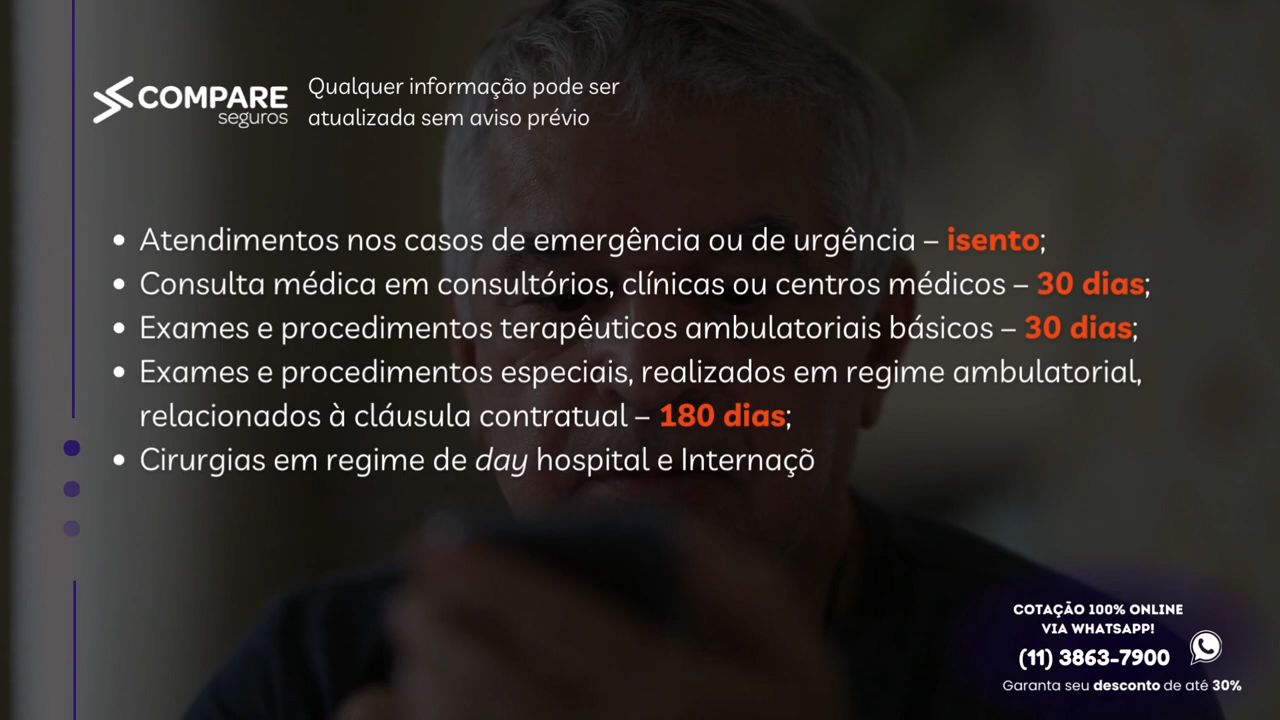 COMPARE
seguros
Qualquer informação pode ser
atualizada sem aviso prévio
• Atendimentos nos casos de emergência ou de urgência – isento;
• Consulta médica em consultórios, clínicas ou centros médicos – 30 dias;
• Exames e procedimentos terapêuticos ambulatoriais básicos – 30 dias;
• Exames e procedimentos especiais, realizados em regime ambulatorial,
relacionados à cláusula contratual – 180 dias;
• Cirurgias em regime de day hospital e Internaçõ
COTAÇÃO 100% ONLINE
VIA WHATSAPP!
(11) 3863-7900
Garanta seu desconto de até 30%